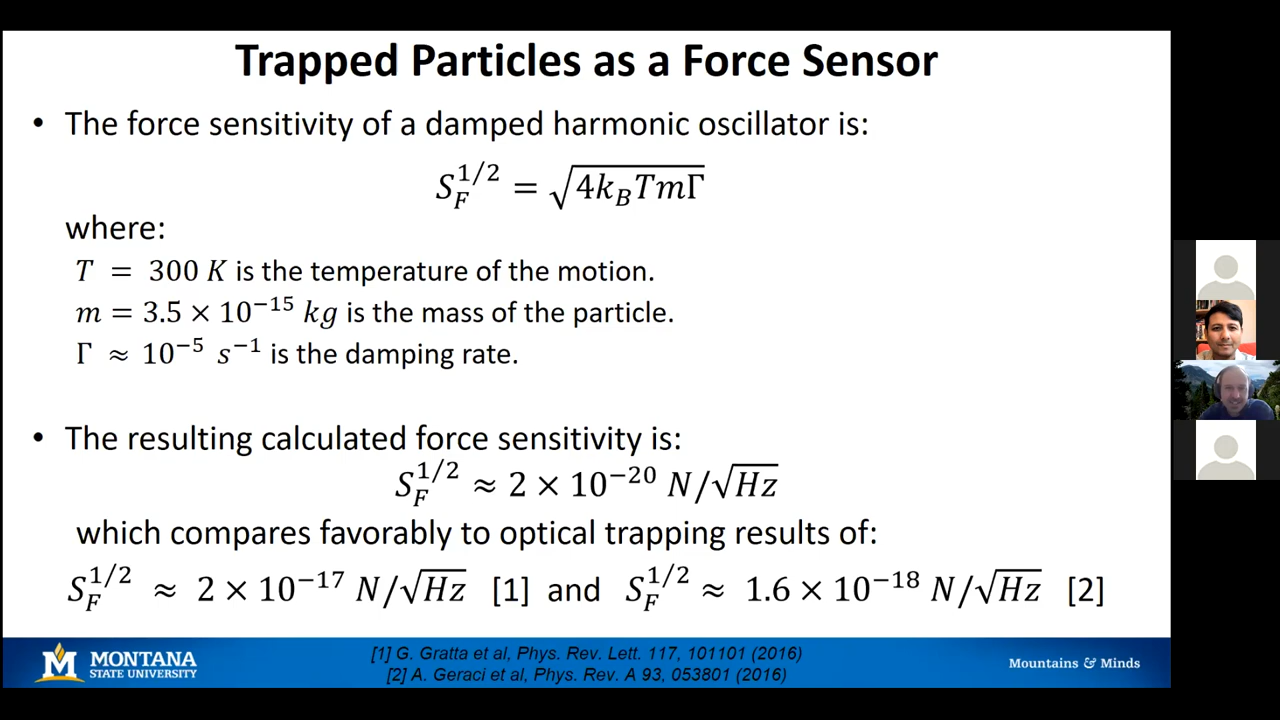 Trapped Particles as a Force Sensor
• The force sensitivity of a damped harmonic oscillator is:
S_F^{1/2} = √(4k_BTmΓ)
where:
T = 300 K is the temperature of the motion.
m = 3.5 × 10^{−15} kg is the mass of the particle.
Γ ≈ 10^{−5} s^{−1} is the damping rate.
• The resulting calculated force sensitivity is:
S_F^{1/2} ≈ 2 × 10^{−20} N/√Hz
which compares favorably to optical trapping results of:
S_F^{1/2} ≈ 2 × 10^{−17} N/√Hz [1] and S_F^{1/2} ≈ 1.6 × 10^{−18} N/√Hz [2]
M MONTANA
STATE UNIVERSITY
[1] G. Gratta et al, Phys. Rev. Lett. 117, 101101 (2016)
[2] A. Geraci et al, Phys. Rev. A 93, 053801 (2016)
Mountains & Minds